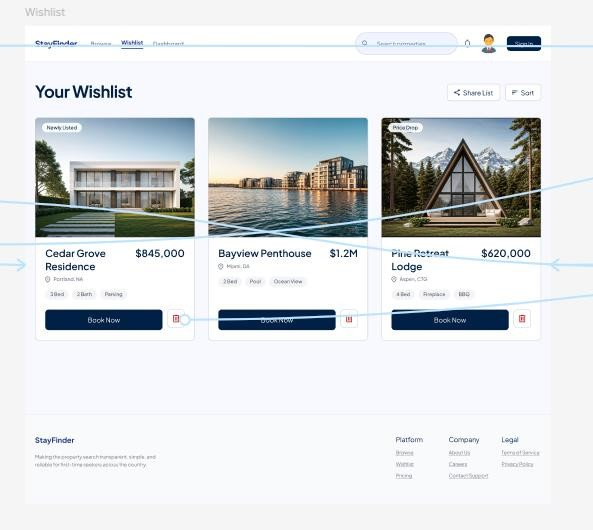 Wishlist
StayFinder Browse Wishlist Dashboard Search properties Sign In
Your Wishlist
Share List Sort
Newly Listed
Price Drop
Cedar Grove Residence $845,000
Portland, NA
3 Bed 2 Bath Parking
Book Now
Bayview Penthouse $1.2M
Miami, GA
2 Bed Pool Ocean View
Book Now
Pine Retreat Lodge $620,000
Aspen, CTG
4 Bed Fireplace BBQ
Book Now
StayFinder
Making the property search transparent, simple, and
reliable for first-time seekers across the country.
Platform
Browse
Wishlist
Pricing
Company
About Us
Careers
Contact Support
Legal
Terms of Service
Privacy Policy